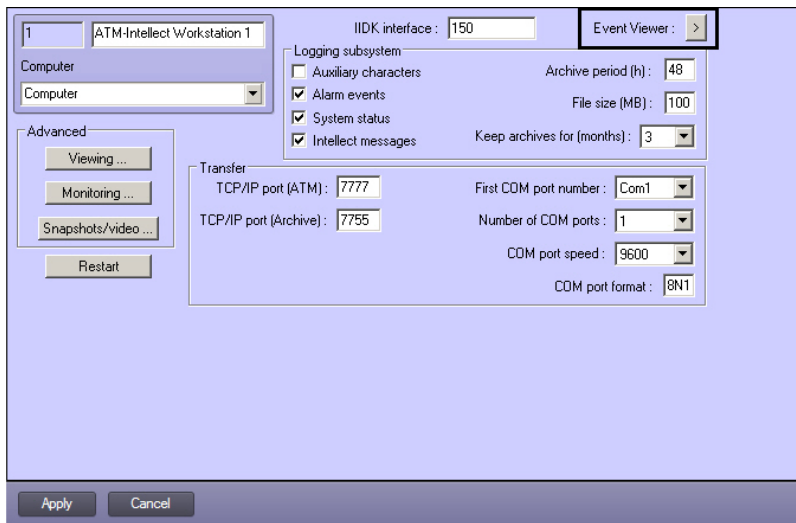 1
ATM-Intellect Workstation 1
IIDK interface :
150
Event Viewer :
>
Computer
Computer
Logging subsystem
Auxiliary characters
Alarm events
System status
Intellect messages
Archive period (h) :
48
File size (MB) :
100
Keep archives for (months) :
3
Advanced
Viewing ...
Monitoring ...
Snapshots/video ...
Restart
Transfer
TCP/IP port (ATM) :
7777
TCP/IP port (Archive) :
7755
First COM port number :
Com1
Number of COM ports :
1
COM port speed :
9600
COM port format :
8N1
Apply
Cancel